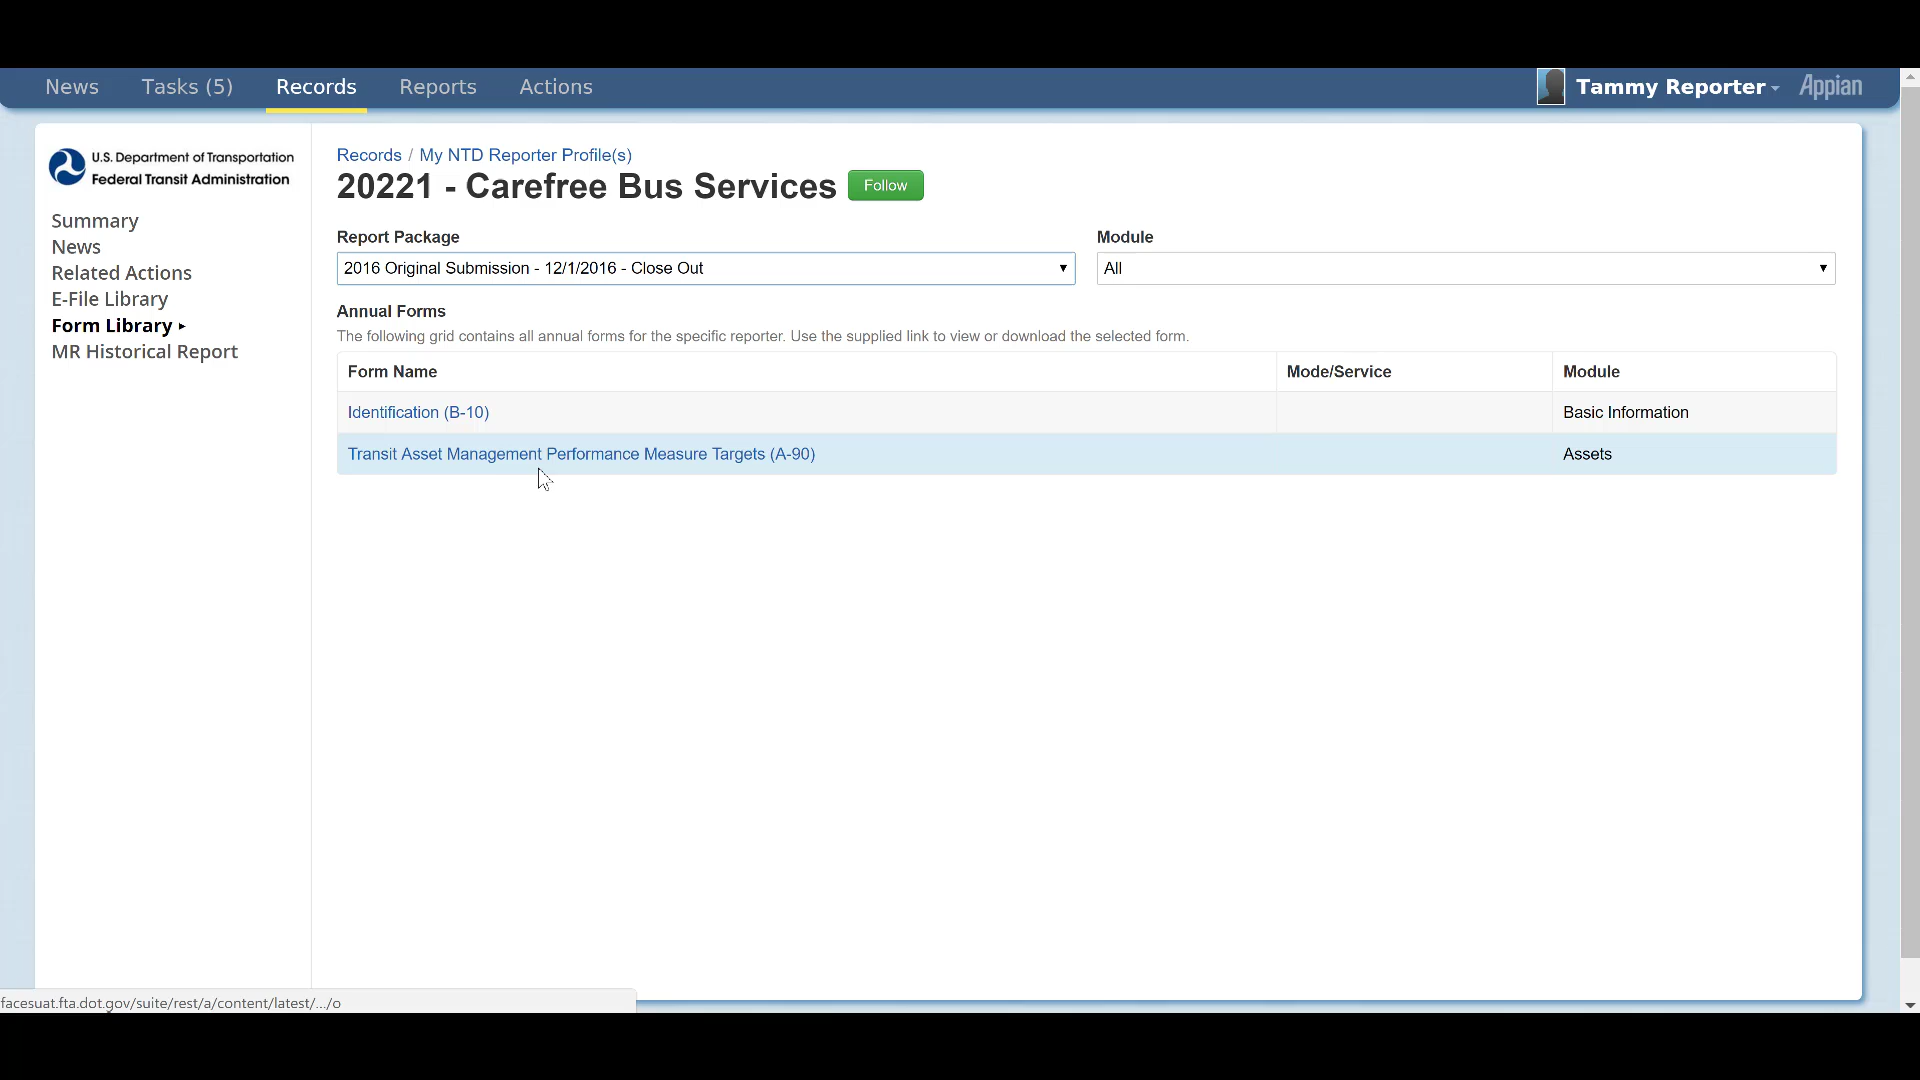 News Tasks (5) Records Reports Actions Tammy Reporter Appian
U.S. Department of Transportation
Federal Transit Administration
Summary
News
Related Actions
E-File Library
Form Library
MR Historical Report
Records / My NTD Reporter Profile(s)
20221 - Carefree Bus Services Follow
Report Package Module
2016 Original Submission - 12/1/2016 - Close Out All
Annual Forms
The following grid contains all annual forms for the specific reporter. Use the supplied link to view or download the selected form.
Form Name Mode/Service Module
Identification (B-10) Basic Information
Transit Asset Management Performance Measure Targets (A-90) Assets
facesuat.fta.dot.gov/suite/rest/a/content/latest/.../o